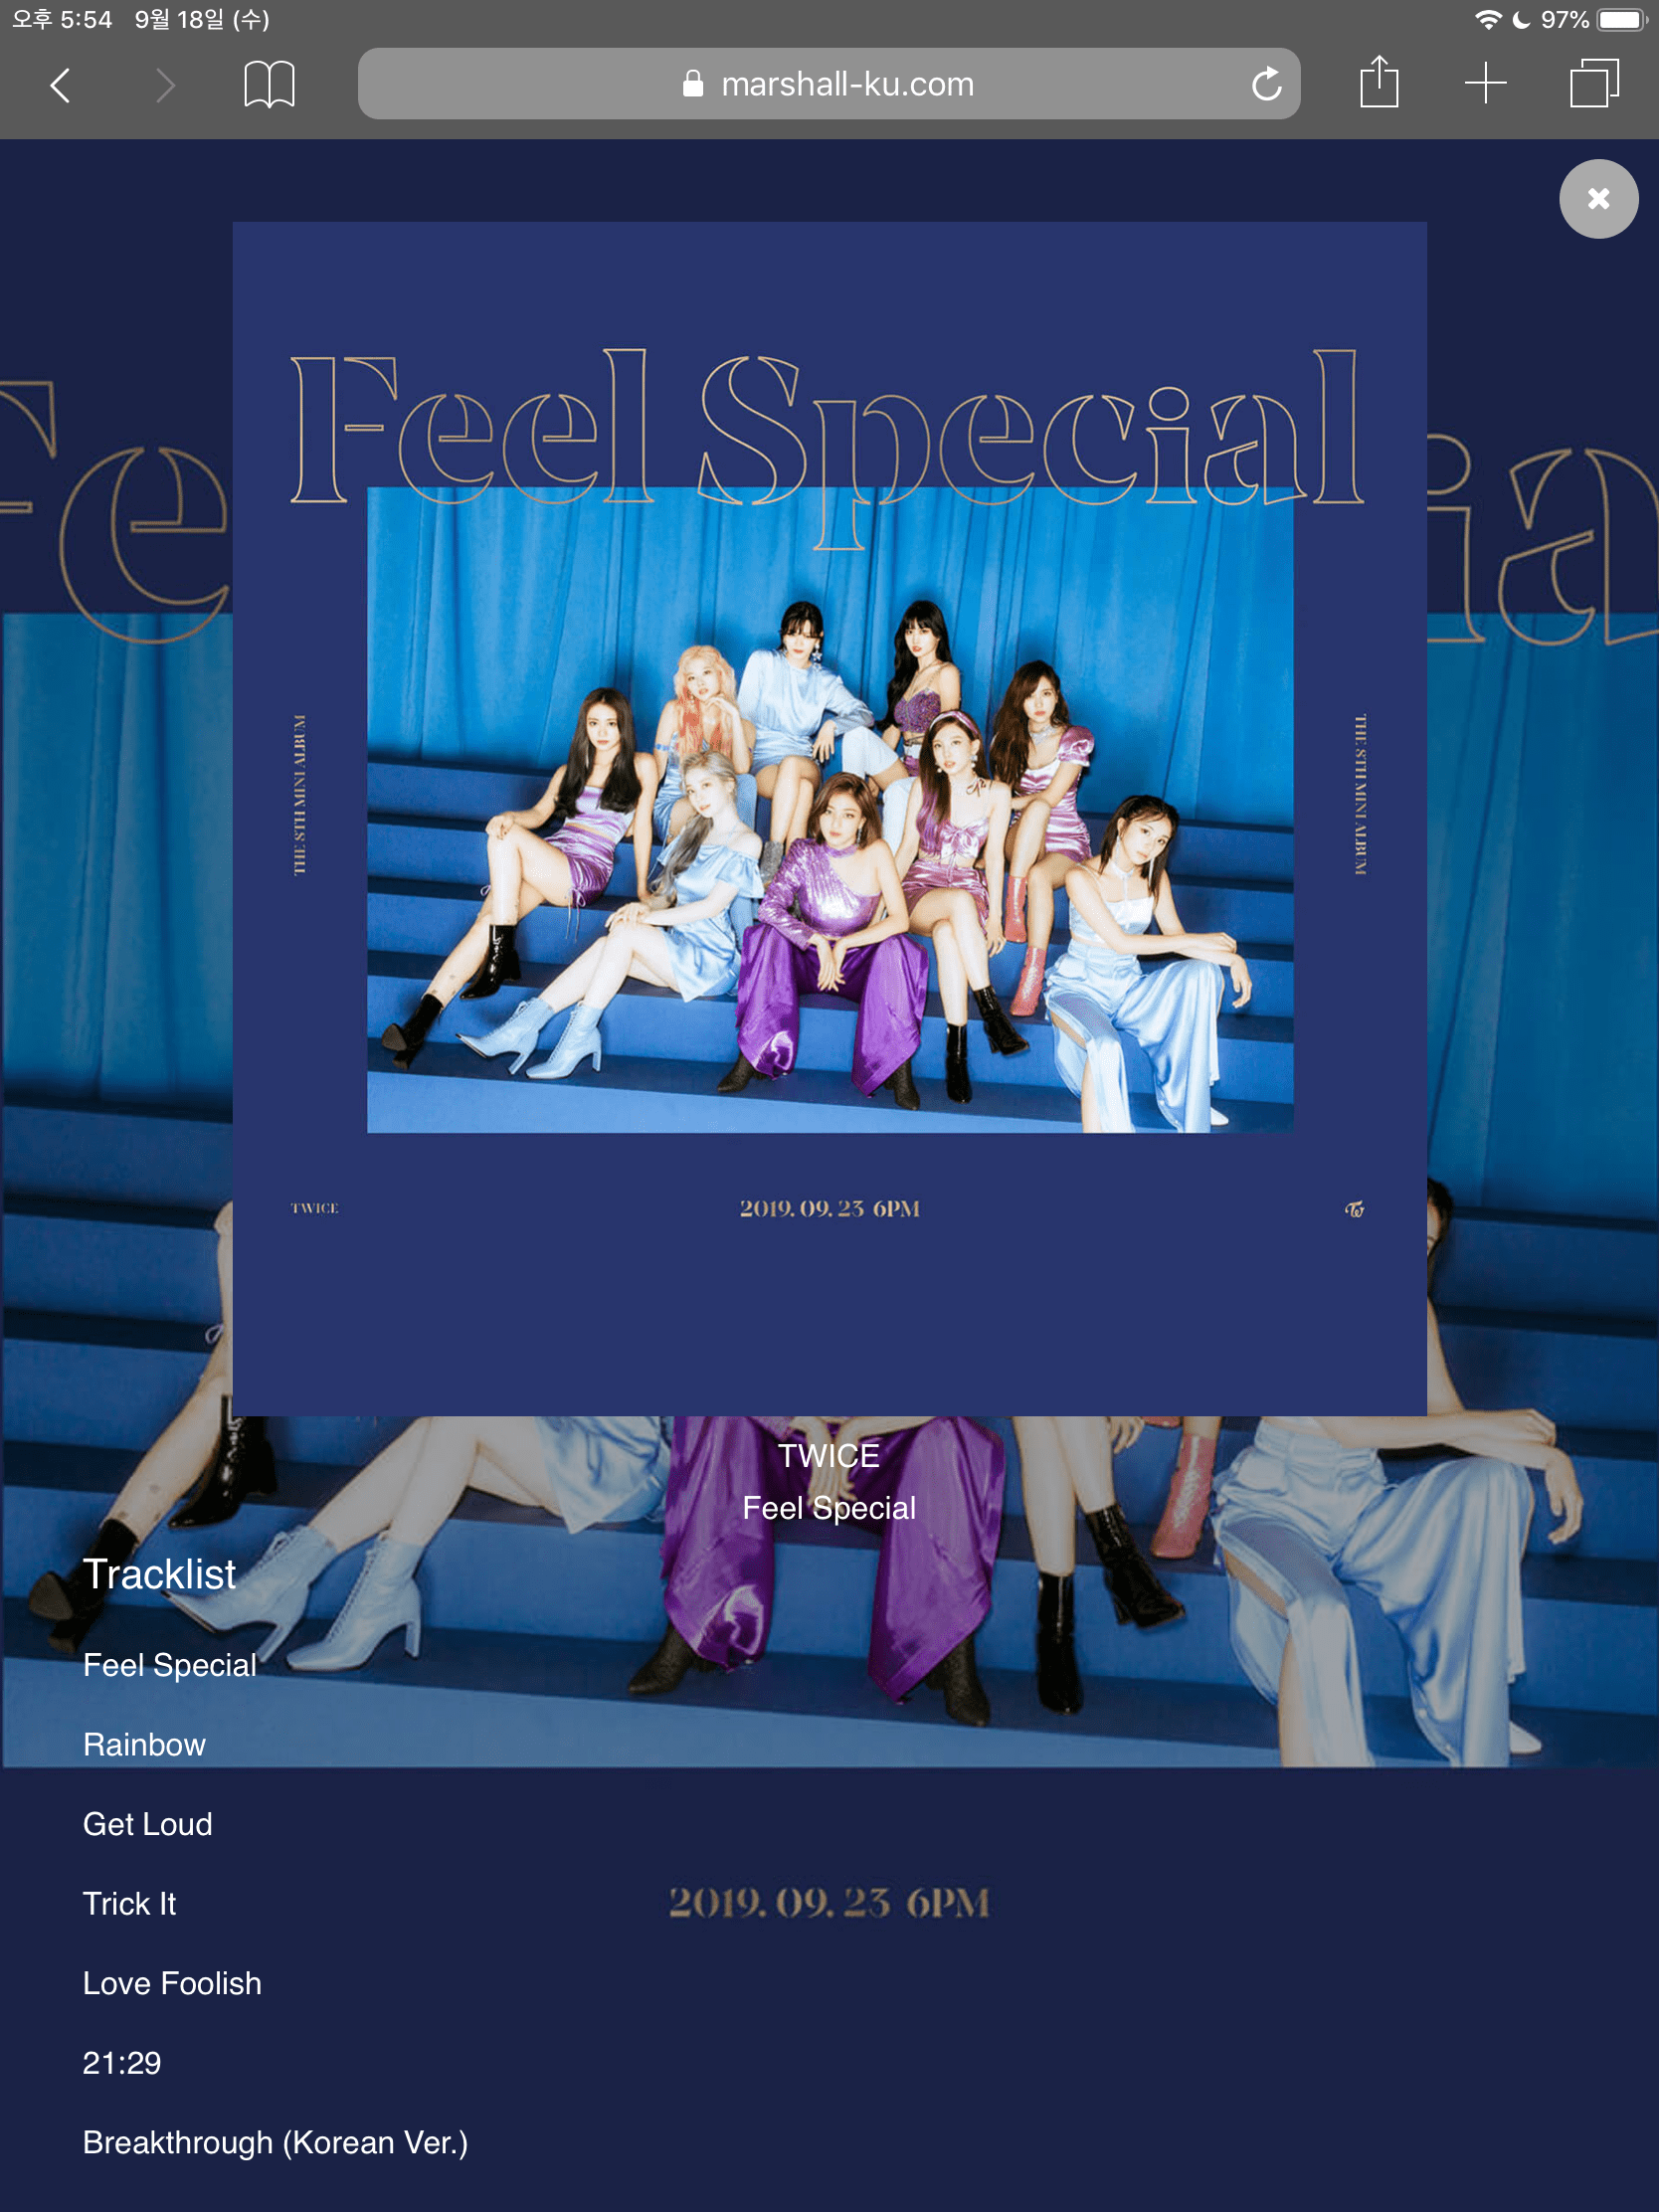 오후 5:54 9월 18일 (수) 97%
marshall-ku.com
Feel Special
THE 8TH MINI ALBUM
THE 8TH MINI ALBUM
TWICE 2019. 09. 23 6PM
TWICE
Feel Special
Tracklist
Feel Special
Rainbow
Get Loud
Trick It
2019. 09. 23 6PM
Love Foolish
21:29
Breakthrough (Korean Ver.)